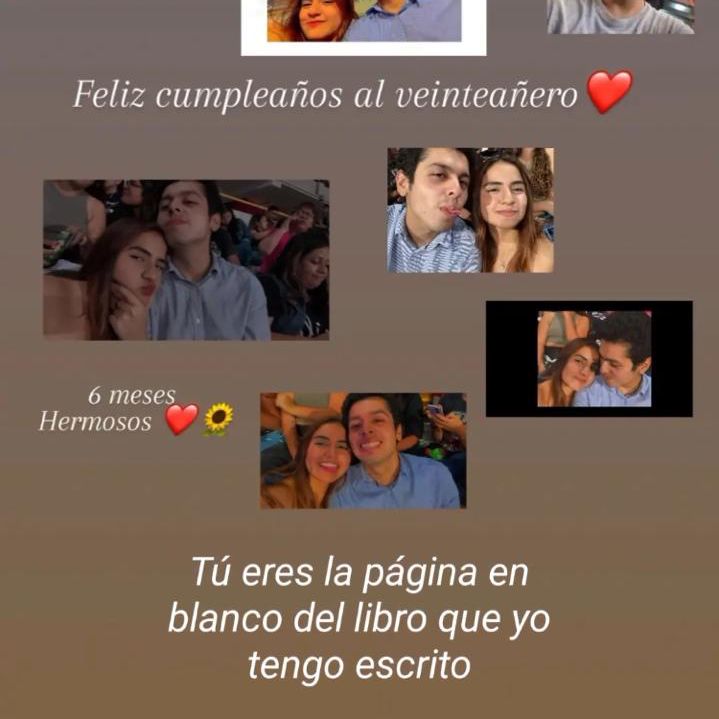 Feliz cumpleaños al veinteañero ❤️
6 meses
Hermosos ❤️🌻
Tú eres la página en
blanco del libro que yo
tengo escrito